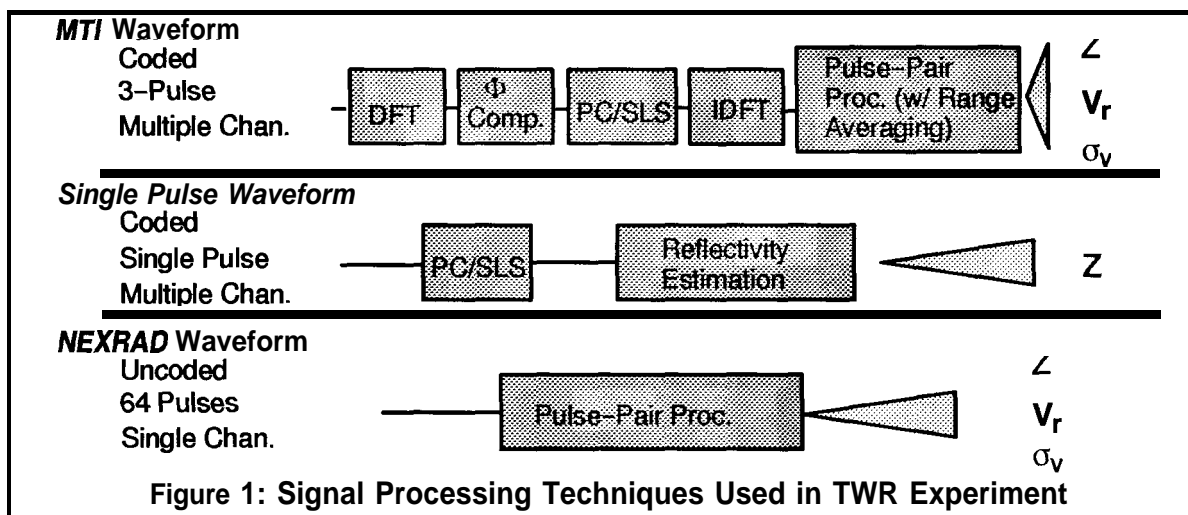 MTI Waveform
Coded
3-Pulse
Multiple Chan.
DFT
Φ
Comp.
PC/SLS
IDFT
Pulse-Pair
Proc. (w/ Range
Averaging)
∠
Vr
σv
Single Pulse Waveform
Coded
Single Pulse
Multiple Chan.
PC/SLS
Reflectivity
Estimation
Z
NEXRAD Waveform
Uncoded
64 Pulses
Single Chan.
Pulse-Pair Proc.
∠
Vr
σv
Figure 1: Signal Processing Techniques Used in TWR Experiment